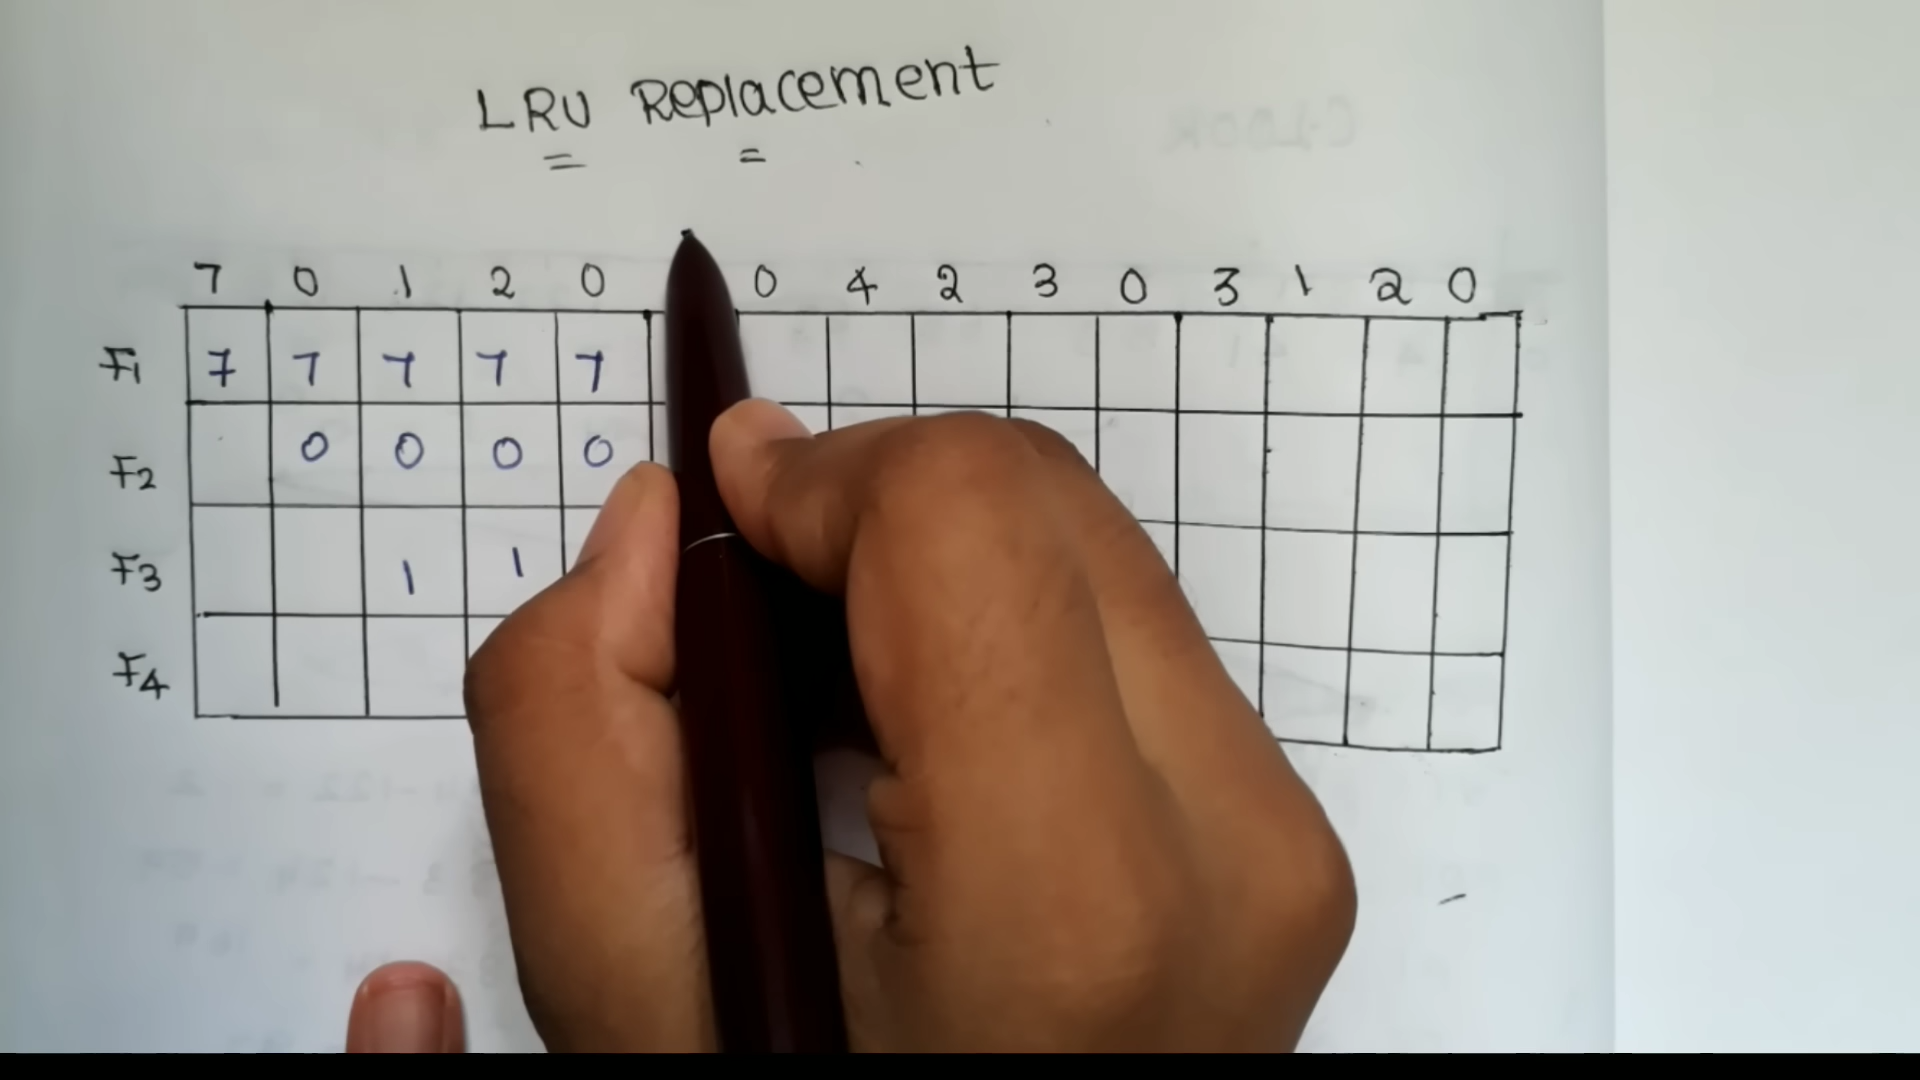 LRU Replacement
7 0 1 2 0 0 4 2 3 0 3 1 2 0
F1 7 7 7 7 7
F2 0 0 0 0
F3 1 1
F4